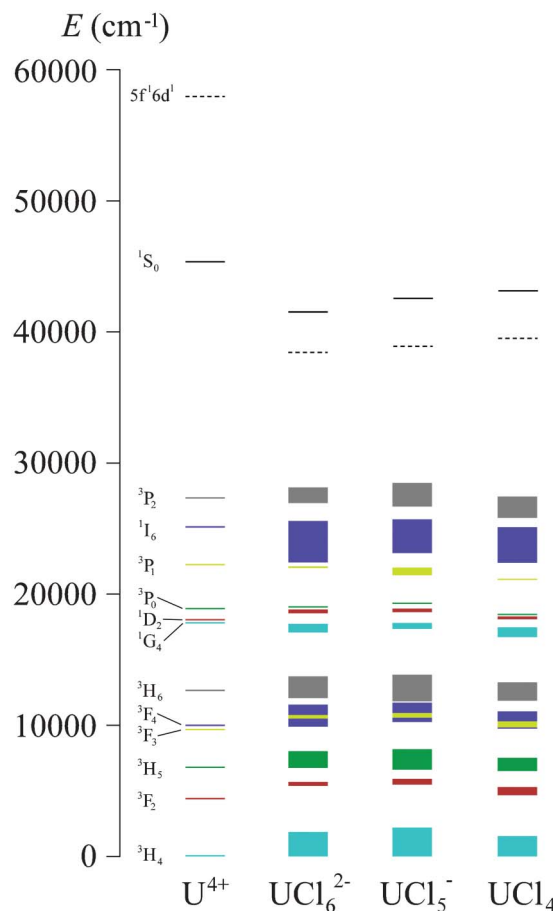 E (cm⁻¹)
60000
5f¹6d¹
50000
¹S₀
40000
30000
³P₂
¹I₆
³P₁
20000
³P₀
¹D₂
¹G₄
³H₆
³F₄
10000
³F₃
³H₅
³F₂
0
³H₄
U⁴⁺ UCl₆²⁻ UCl₅⁻ UCl₄